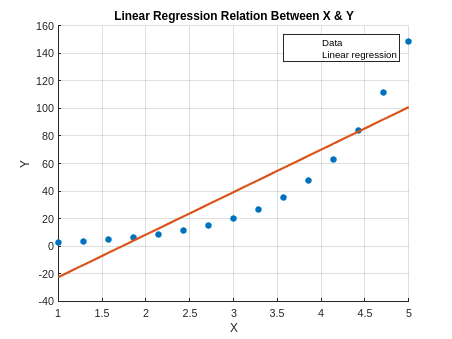 Linear Regression Relation Between X & Y
160
140
120
100
80
60
40
20
0
-20
-40
Y
Data
Linear regression
1 1.5 2 2.5 3 3.5 4 4.5 5
X